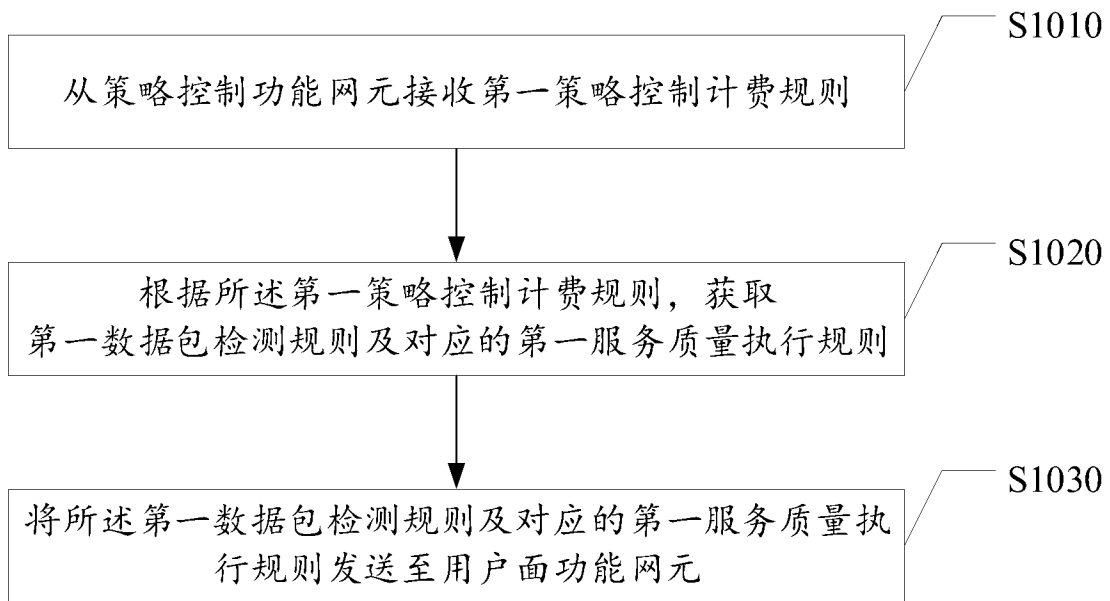 S1010
从策略控制功能网元接收第一策略控制计费规则
S1020
根据所述第一策略控制计费规则，获取
第一数据包检测规则及对应的第一服务质量执行规则
S1030
将所述第一数据包检测规则及对应的第一服务质量执
行规则发送至用户面功能网元